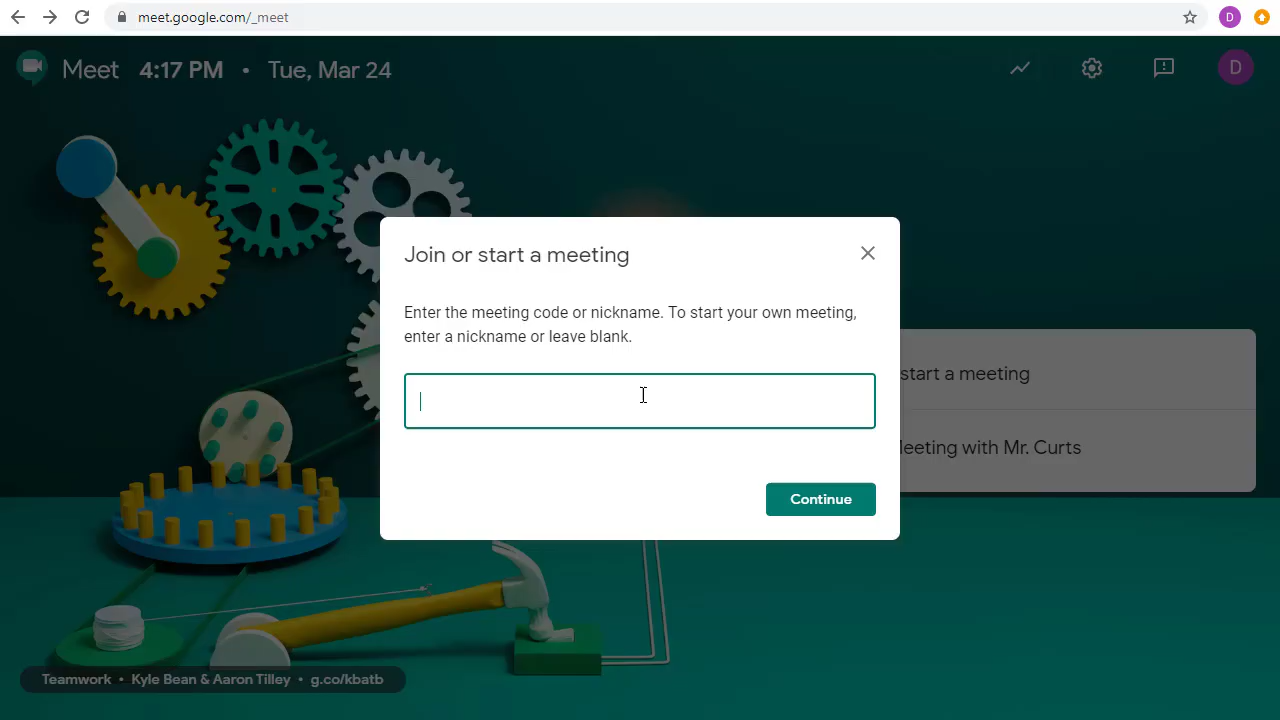 meet.google.com/_meet
D
Meet 4:17 PM • Tue, Mar 24
D
Join or start a meeting
Enter the meeting code or nickname. To start your own meeting,
enter a nickname or leave blank.
start a meeting
Meeting with Mr. Curts
Continue
Teamwork • Kyle Bean & Aaron Tilley • g.co/kbatb